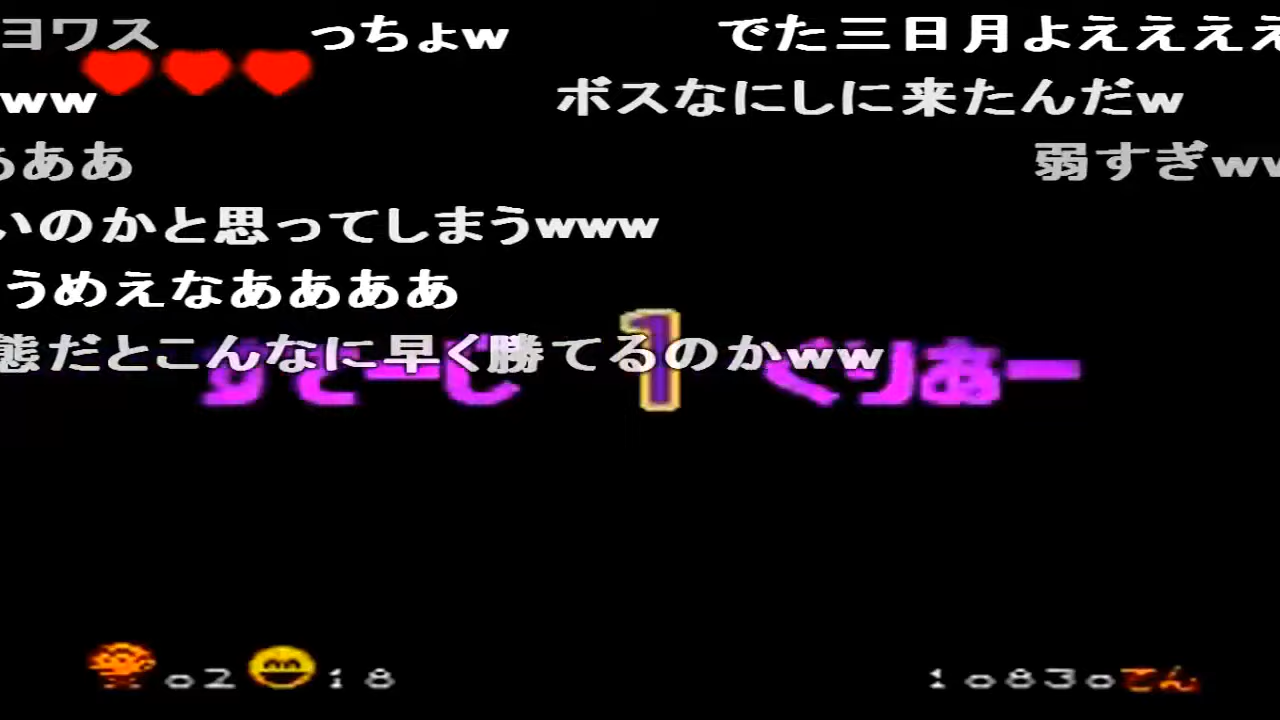 ヨワス っちょw でた三日月よええええ
ww ボスなにしに来たんだw
ああ 弱すぎww
いのかと思ってしまうwww
うめえなああああ
態だとこんなに早く勝てるのかww
すてーじ 1 くりあー
02 18 10830てん